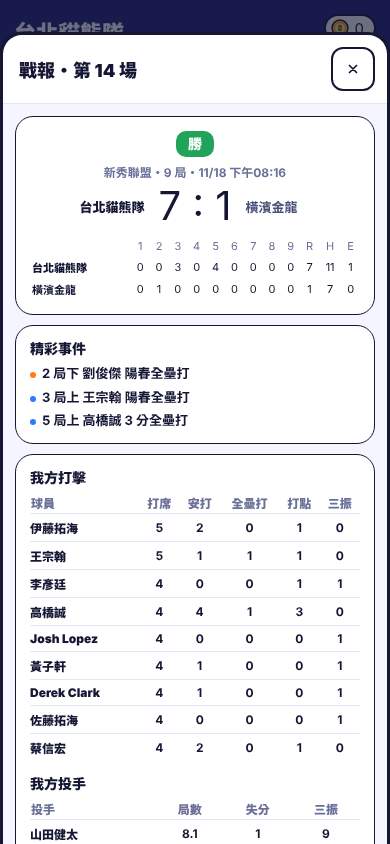 台北貓熊隊 0
戰報・第 14 場 ×
勝
新秀聯盟・9 局・11/18 下午08:16
台北貓熊隊 7 : 1 橫濱金龍
1 2 3 4 5 6 7 8 9 R H E
台北貓熊隊 0 0 3 0 4 0 0 0 0 7 11 1
橫濱金龍 0 1 0 0 0 0 0 0 0 1 7 0
精彩事件
2 局下 劉俊傑 陽春全壘打
3 局上 王宗翰 陽春全壘打
5 局上 高橋誠 3 分全壘打
我方打擊
球員 打席 安打 全壘打 打點 三振
伊藤拓海 5 2 0 1 0
王宗翰 5 1 1 1 0
李彥廷 4 0 0 1 1
高橋誠 4 4 1 3 0
Josh Lopez 4 0 0 0 1
黃子軒 4 1 0 0 1
Derek Clark 4 1 0 0 1
佐藤拓海 4 0 0 0 1
蔡信宏 4 2 0 1 0
我方投手
投手 局數 失分 三振
山田健太 8.1 1 9